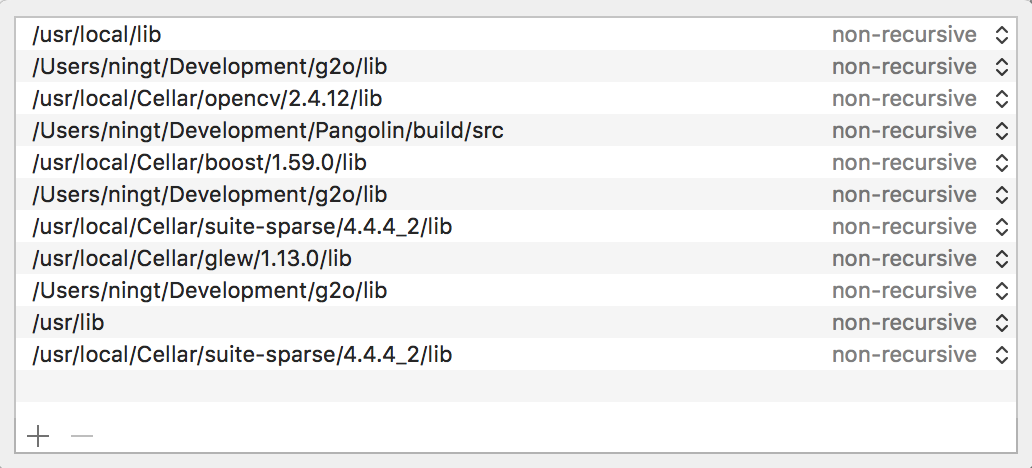 /usr/local/lib non-recursive
/Users/ningt/Development/g2o/lib non-recursive
/usr/local/Cellar/opencv/2.4.12/lib non-recursive
/Users/ningt/Development/Pangolin/build/src non-recursive
/usr/local/Cellar/boost/1.59.0/lib non-recursive
/Users/ningt/Development/g2o/lib non-recursive
/usr/local/Cellar/suite-sparse/4.4.4_2/lib non-recursive
/usr/local/Cellar/glew/1.13.0/lib non-recursive
/Users/ningt/Development/g2o/lib non-recursive
/usr/lib non-recursive
/usr/local/Cellar/suite-sparse/4.4.4_2/lib non-recursive